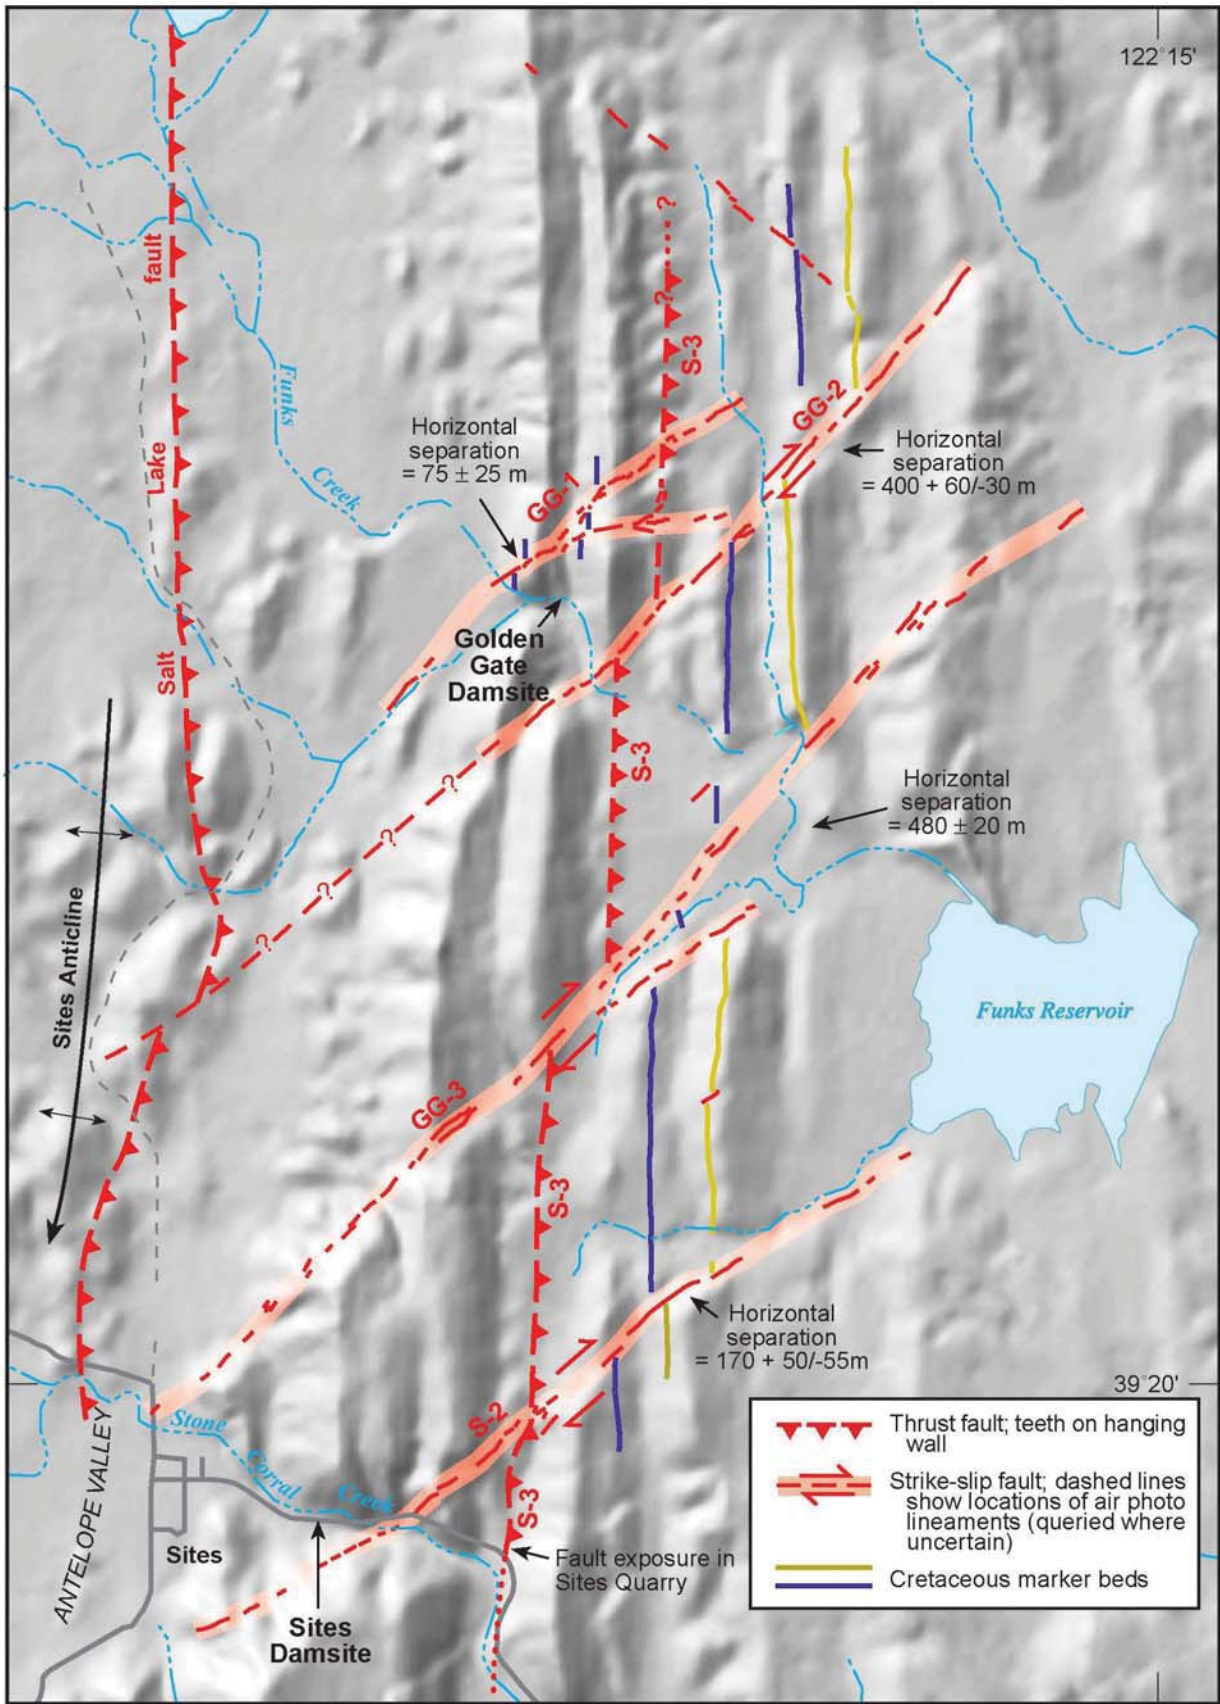 122°15'
fault
?
?
S-3
Funks
GG-2
Horizontal
separation
= 75 ± 25 m
Horizontal
separation
= 400 + 60/-30 m
Lake
Creek
GG-1
Golden
Gate
Damsite
Salt
S-3
?
?
?
?
Horizontal
separation
= 480 ± 20 m
Sites Anticline
Funks Reservoir
GG-3
S-3
Horizontal
separation
= 170 + 50/-55m
39°20'
S-2
Stone
Corral
Creek
ANTELOPE VALLEY
S-3
Sites
Fault exposure in
Sites Quarry
Sites
Damsite
Thrust fault; teeth on hanging
wall
Strike-slip fault; dashed lines
show locations of air photo
lineaments (queried where
uncertain)
Cretaceous marker beds